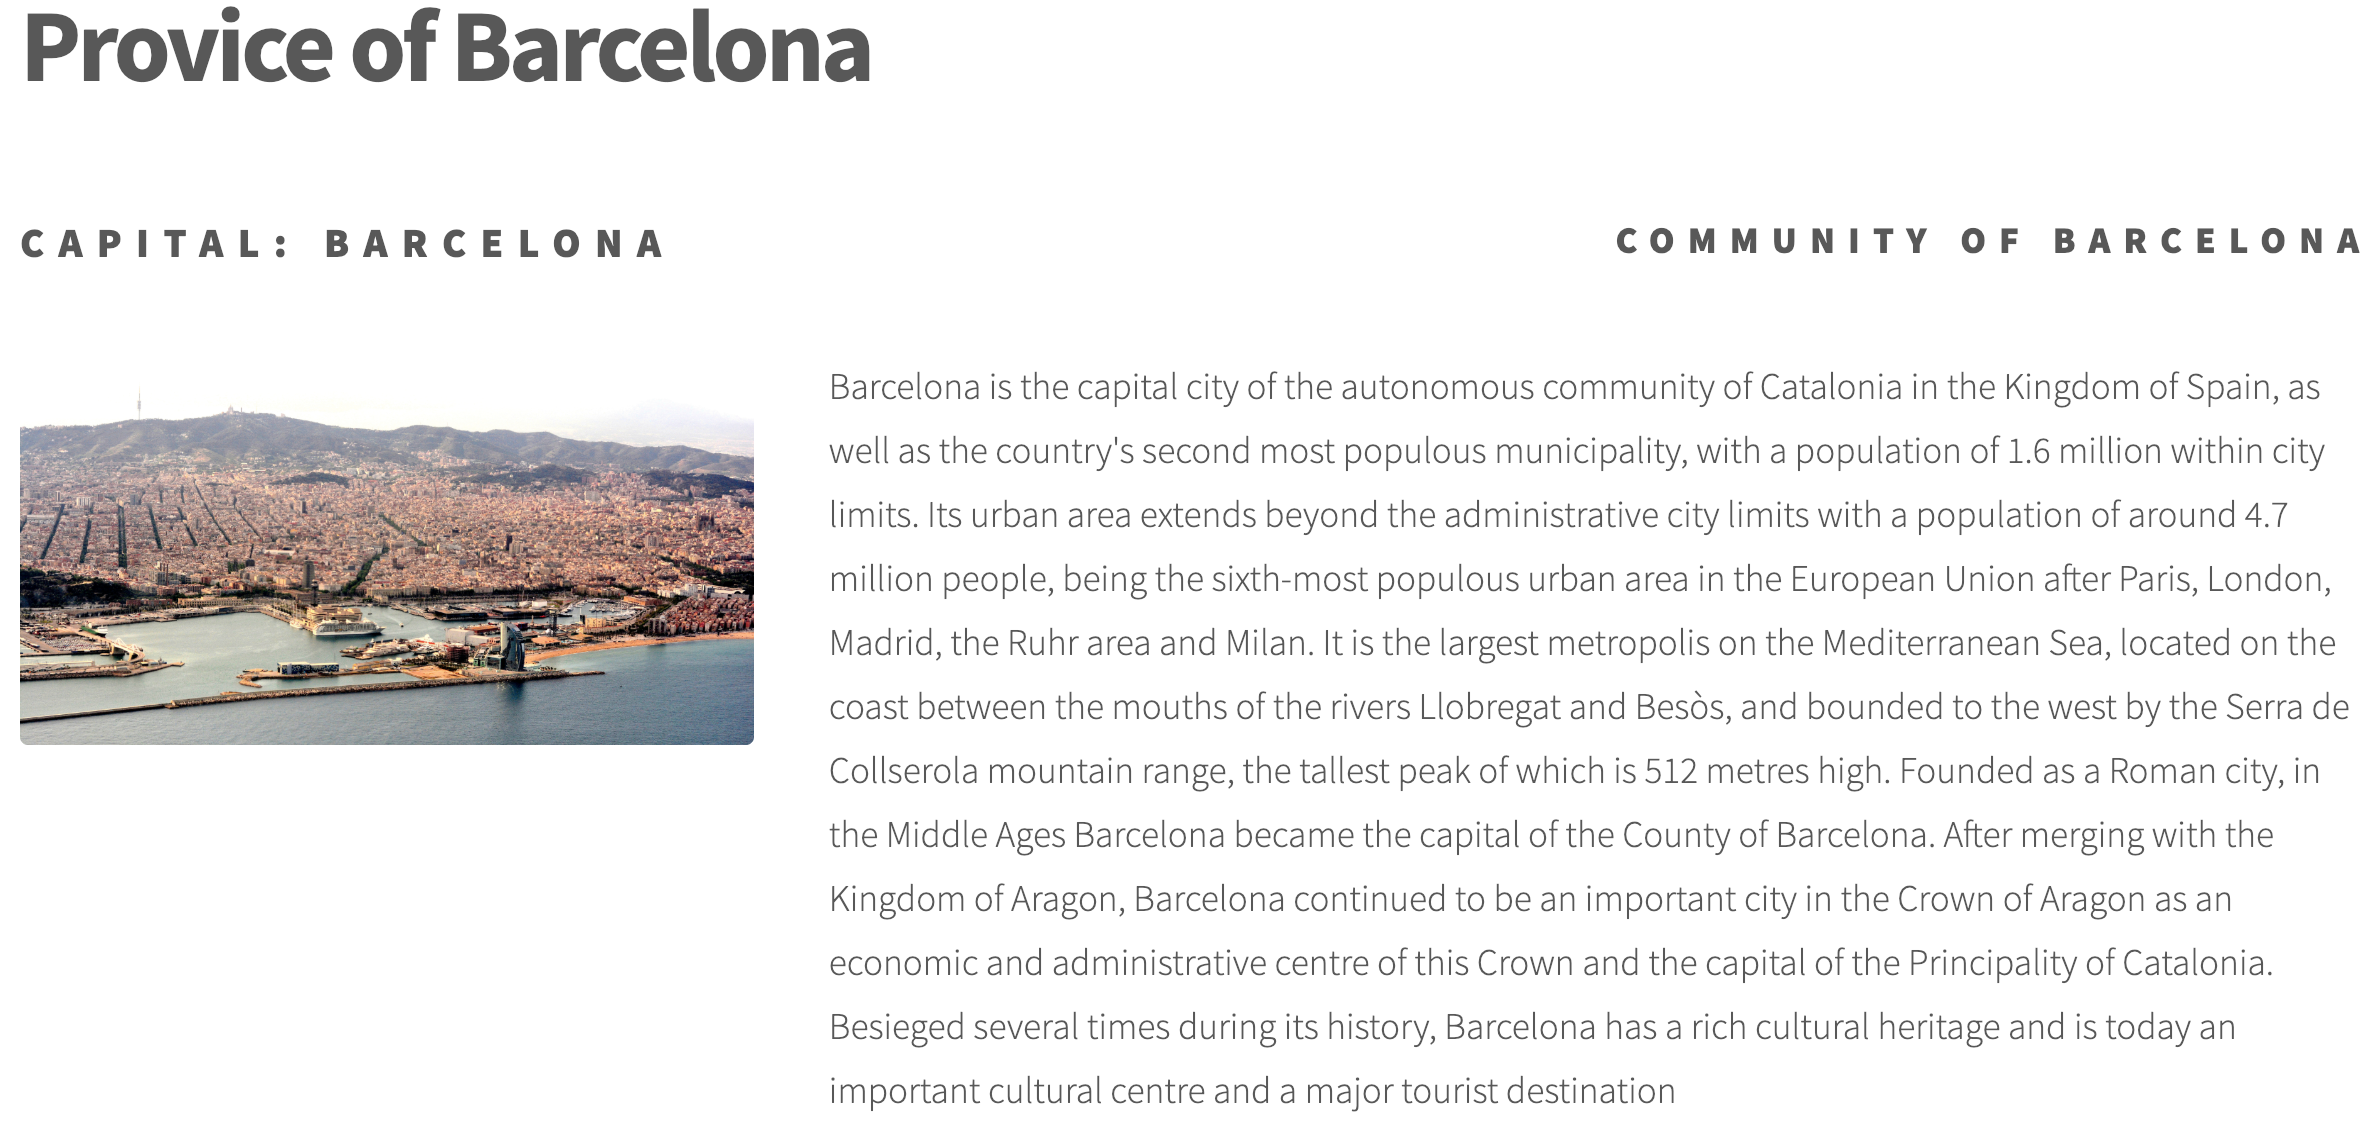 Provice of Barcelona
CAPITAL: BARCELONA
COMMUNITY OF BARCELONA
Barcelona is the capital city of the autonomous community of Catalonia in the Kingdom of Spain, as
well as the country's second most populous municipality, with a population of 1.6 million within city
limits. Its urban area extends beyond the administrative city limits with a population of around 4.7
million people, being the sixth-most populous urban area in the European Union after Paris, London,
Madrid, the Ruhr area and Milan. It is the largest metropolis on the Mediterranean Sea, located on the
coast between the mouths of the rivers Llobregat and Besòs, and bounded to the west by the Serra de
Collserola mountain range, the tallest peak of which is 512 metres high. Founded as a Roman city, in
the Middle Ages Barcelona became the capital of the County of Barcelona. After merging with the
Kingdom of Aragon, Barcelona continued to be an important city in the Crown of Aragon as an
economic and administrative centre of this Crown and the capital of the Principality of Catalonia.
Besieged several times during its history, Barcelona has a rich cultural heritage and is today an
important cultural centre and a major tourist destination